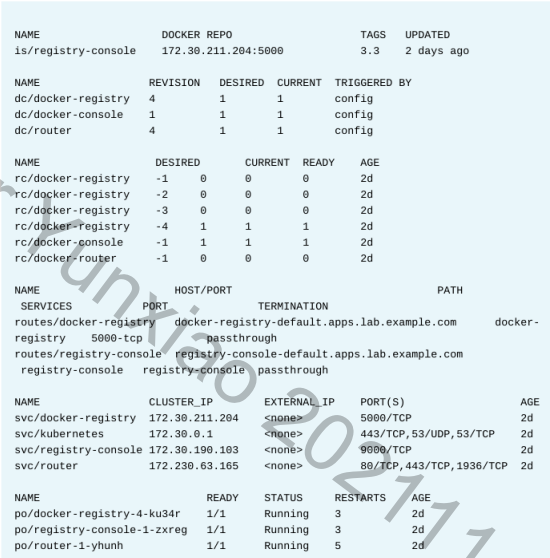 NAME DOCKER REPO TAGS UPDATED
is/registry-console 172.30.211.204:5000 3.3 2 days ago
NAME REVISION DESIRED CURRENT TRIGGERED BY
dc/docker-registry 4 1 1 config
dc/docker-console 1 1 1 config
dc/router 4 1 1 config
NAME DESIRED CURRENT READY AGE
rc/docker-registry -1 0 0 0 2d
rc/docker-registry -2 0 0 0 2d
rc/docker-registry -3 0 0 0 2d
rc/docker-registry -4 1 1 1 2d
rc/docker-console -1 1 1 1 2d
rc/docker-router -1 0 0 0 2d
NAME HOST/PORT PATH
SERVICES PORT TERMINATION
routes/docker-registry docker-registry-default.apps.lab.example.com docker-
registry 5000-tcp passthrough
routes/registry-console registry-console-default.apps.lab.example.com
registry-console registry-console passthrough
NAME CLUSTER_IP EXTERNAL_IP PORT(S) AGE
svc/docker-registry 172.30.211.204 <none> 5000/TCP 2d
svc/kubernetes 172.30.0.1 <none> 443/TCP,53/UDP,53/TCP 2d
svc/registry-console 172.30.190.103 <none> 9000/TCP 2d
svc/router 172.230.63.165 <none> 80/TCP,443/TCP,1936/TCP 2d
NAME READY STATUS RESTARTS AGE
po/docker-registry-4-ku34r 1/1 Running 3 2d
po/registry-console-1-zxreg 1/1 Running 3 2d
po/router-1-yhunh 1/1 Running 5 2d
Yunxiao 202111